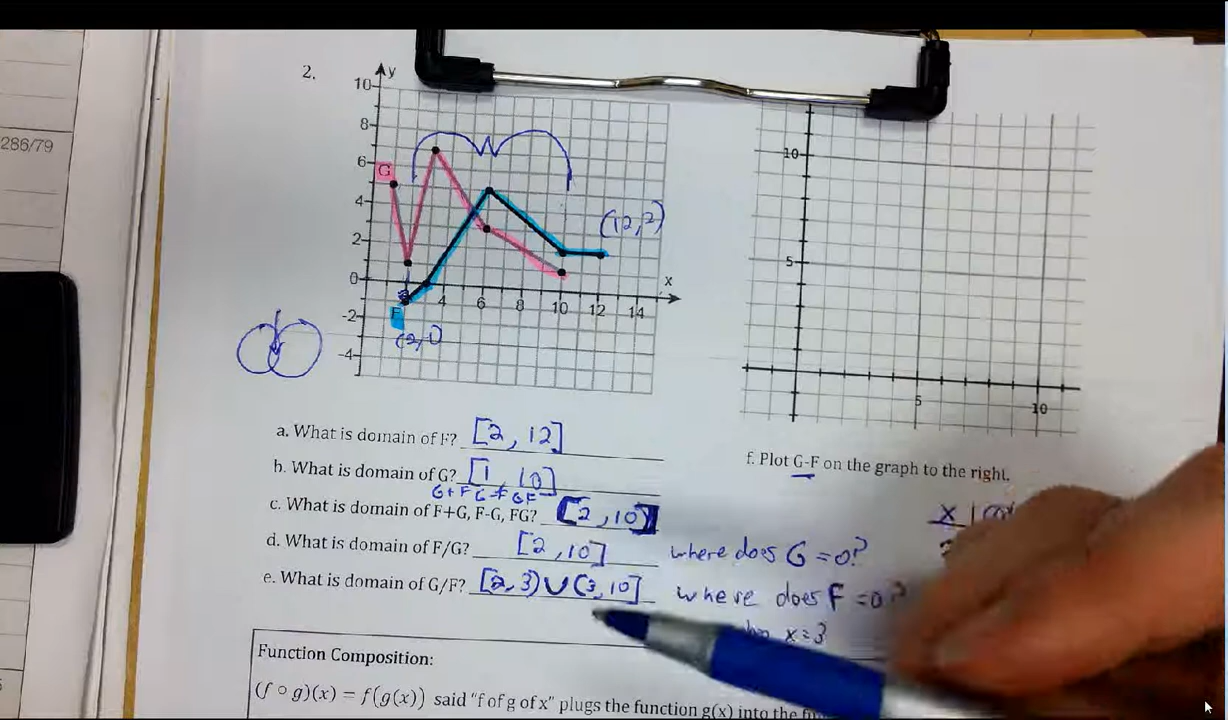 286/79
2.
y
10
8
6
G
4
(12,2)
2
0
x
4
6
8
10
12
14
-2
F
(2,-1)
-4
10
5
5
10
a. What is domain of F? [2, 12]
b. What is domain of G? [1, 10]
G+F
c. What is domain of F+G, F-G, FG? [2, 10]
d. What is domain of F/G? [2, 10] where does G = 0?
e. What is domain of G/F? [2, 3) ∪ (3, 10] where does F = 0?
x = 3
f. Plot G-F on the graph to the right.
x
Function Composition:
(f ∘ g)(x) = f(g(x)) said "f of g of x" plugs the function g(x) into the